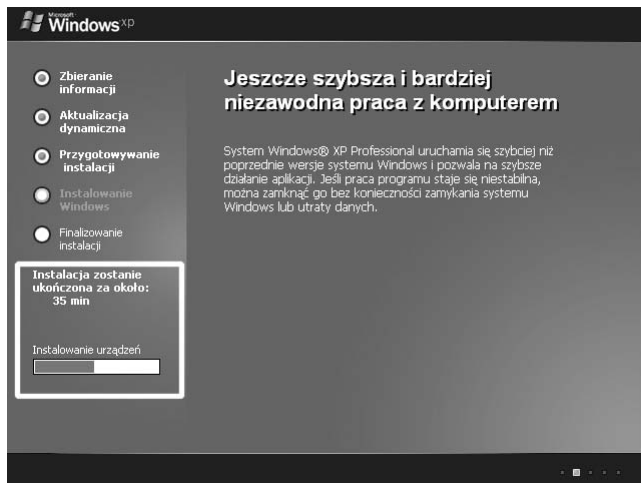 Microsoft
Windows xp
Zbieranie
informacji
Aktualizacja
dynamiczna
Przygotowywanie
instalacji
Instalowanie
Windows
Finalizowanie
instalacji
Instalacja zostanie
ukończona za około:
35 min
Instalowanie urządzeń
Jeszcze szybsza i bardziej
niezawodna praca z komputerem
System Windows® XP Professional uruchamia się szybciej niż
poprzednie wersje systemu Windows i pozwala na szybsze
działanie aplikacji. Jeśli praca programu staje się niestabilna,
można zamknąć go bez konieczności zamykania systemu
Windows lub utraty danych.